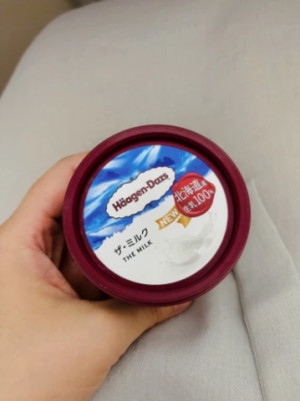 Häagen-Dazs
北海道産
生乳100%
NEW
ザ・ミルク
THE MILK